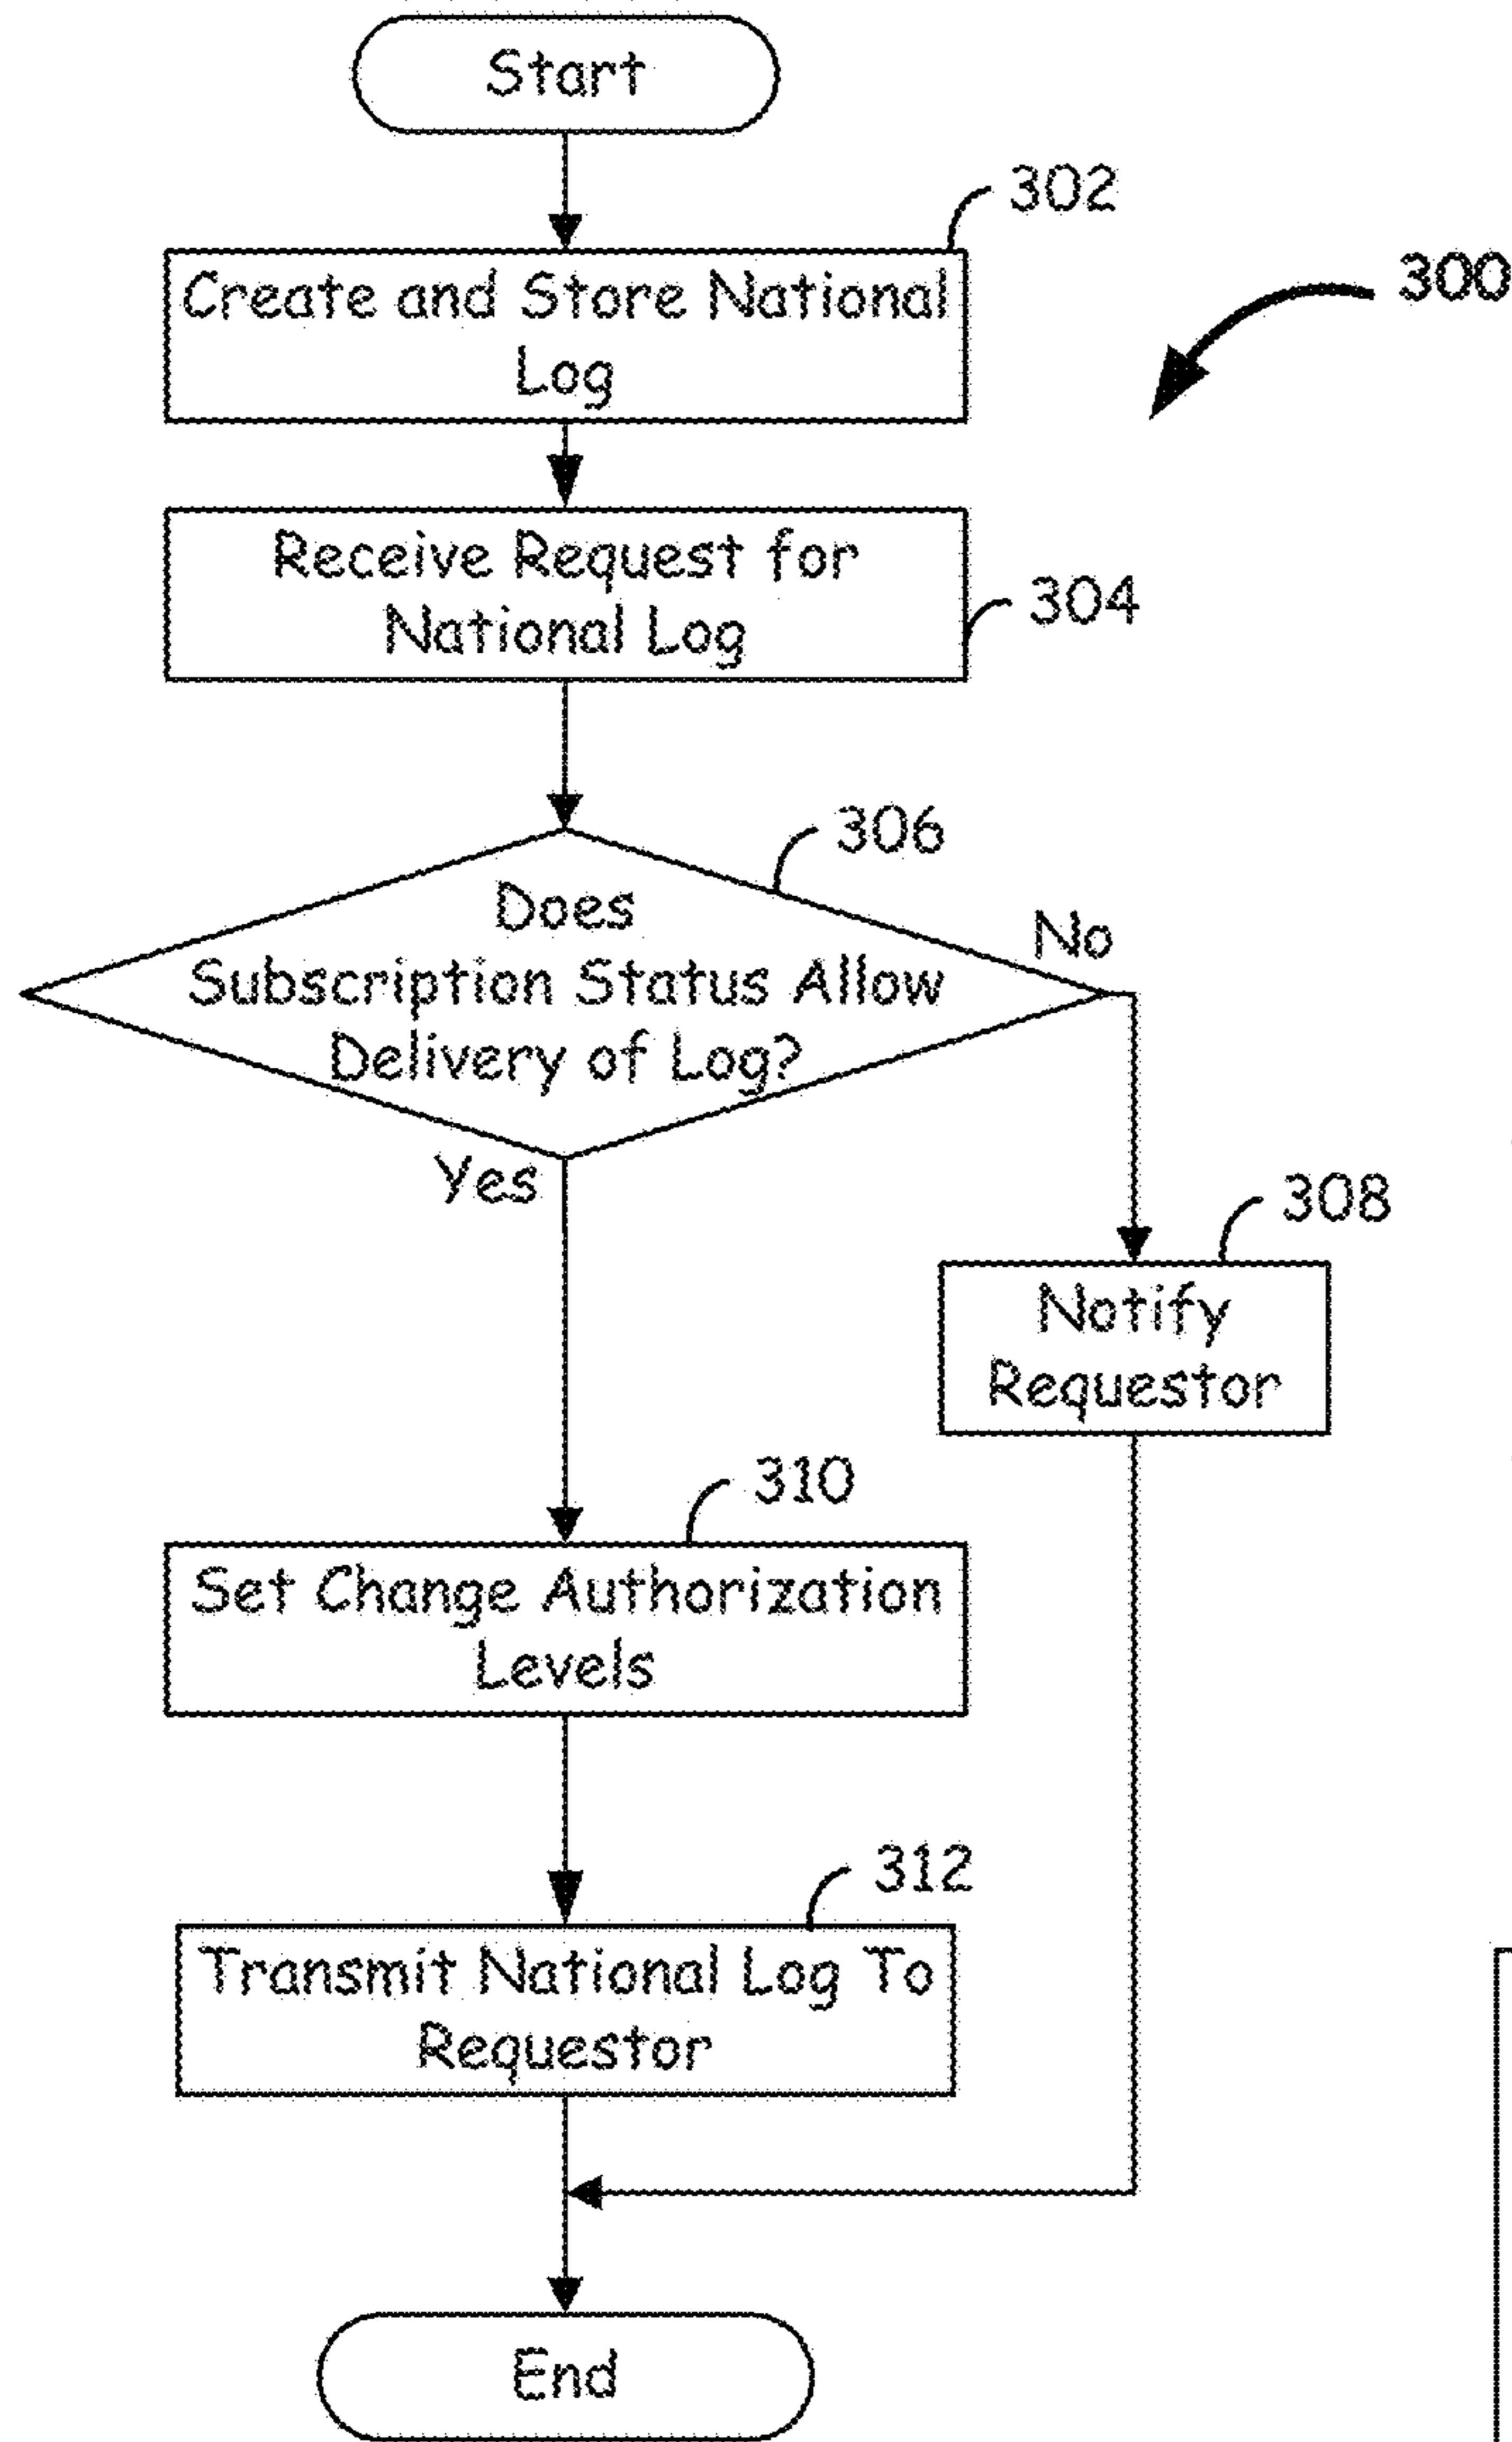 Start
302
300
Create and Store National
Log
Receive Request for
National Log
304
306
Does
Subscription Status Allow
Delivery of Log?
No
Yes
308
Notify
Requestor
310
Set Change Authorization
Levels
312
Transmit National Log To
Requestor
End